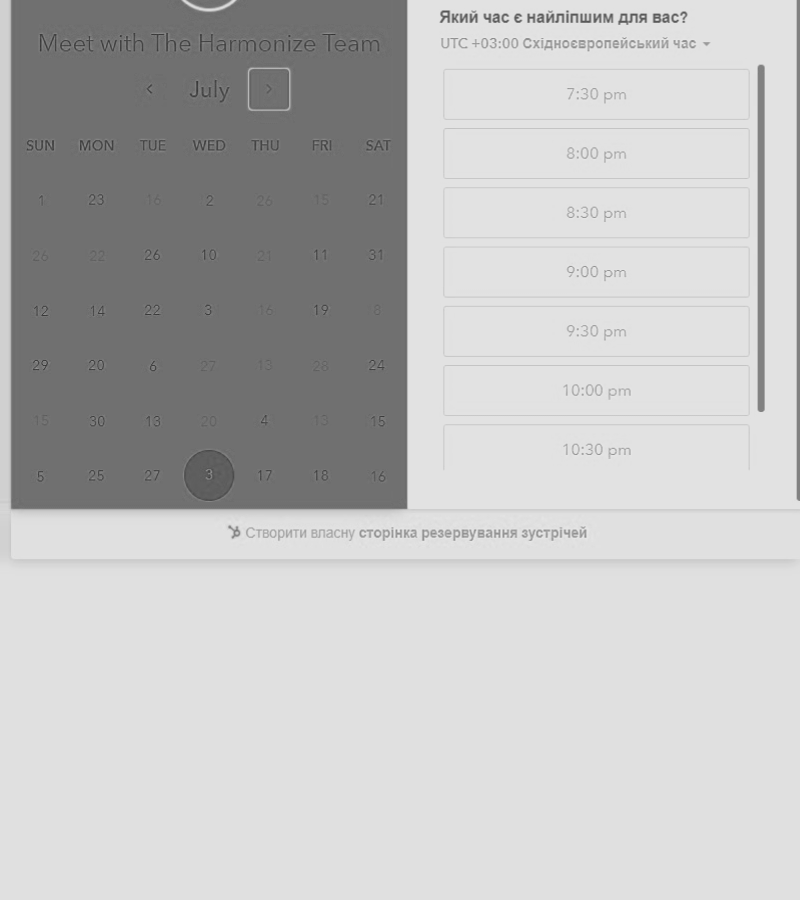 Meet with The Harmonize Team
July
SUN MON TUE WED THU FRI SAT
1 23 16 2 26 15 21
26 22 26 10 21 11 31
12 14 22 3 16 19 8
29 20 6 27 13 28 24
15 30 13 20 4 13 15
5 25 27 3 17 18 16
Який час є найліпшим для вас?
UTC +03:00 Східноєвропейський час
7:30 pm
8:00 pm
8:30 pm
9:00 pm
9:30 pm
10:00 pm
10:30 pm
Створити власну сторінка резервування зустрічей